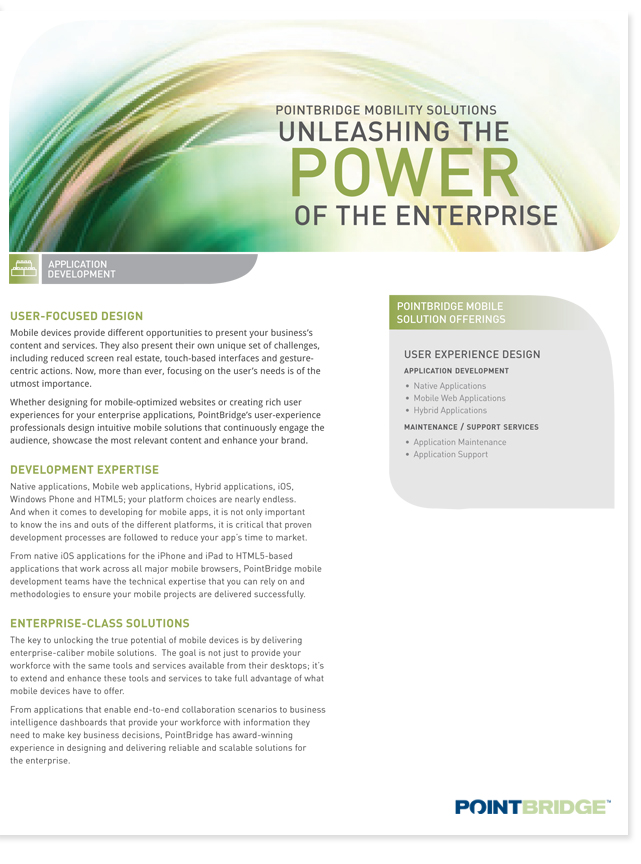 POINTBRIDGE MOBILITY SOLUTIONS
UNLEASHING THE
POWER
OF THE ENTERPRISE
APPLICATION
DEVELOPMENT
USER-FOCUSED DESIGN
Mobile devices provide different opportunities to present your business's
content and services. They also present their own unique set of challenges,
including reduced screen real estate, touch-based interfaces and gesture-
centric actions. Now, more than ever, focusing on the user's needs is of the
utmost importance.
Whether designing for mobile-optimized websites or creating rich user
experiences for your enterprise applications, PointBridge's user-experience
professionals design intuitive mobile solutions that continuously engage the
audience, showcase the most relevant content and enhance your brand.
DEVELOPMENT EXPERTISE
Native applications, Mobile web applications, Hybrid applications, iOS,
Windows Phone and HTML5; your platform choices are nearly endless.
And when it comes to developing for mobile apps, it is not only important
to know the ins and outs of the different platforms, it is critical that proven
development processes are followed to reduce your app's time to market.
From native iOS applications for the iPhone and iPad to HTML5-based
applications that work across all major mobile browsers, PointBridge mobile
development teams have the technical expertise that you can rely on and
methodologies to ensure your mobile projects are delivered successfully.
ENTERPRISE-CLASS SOLUTIONS
The key to unlocking the true potential of mobile devices is by delivering
enterprise-caliber mobile solutions. The goal is not just to provide your
workforce with the same tools and services available from their desktops; it's
to extend and enhance these tools and services to take full advantage of what
mobile devices have to offer.
From applications that enable end-to-end collaboration scenarios to business
intelligence dashboards that provide your workforce with information they
need to make key business decisions, PointBridge has award-winning
experience in designing and delivering reliable and scalable solutions for
the enterprise.
POINTBRIDGE MOBILE
SOLUTION OFFERINGS
USER EXPERIENCE DESIGN
APPLICATION DEVELOPMENT
• Native Applications
• Mobile Web Applications
• Hybrid Applications
MAINTENANCE / SUPPORT SERVICES
• Application Maintenance
• Application Support
POINTBRIDGE™